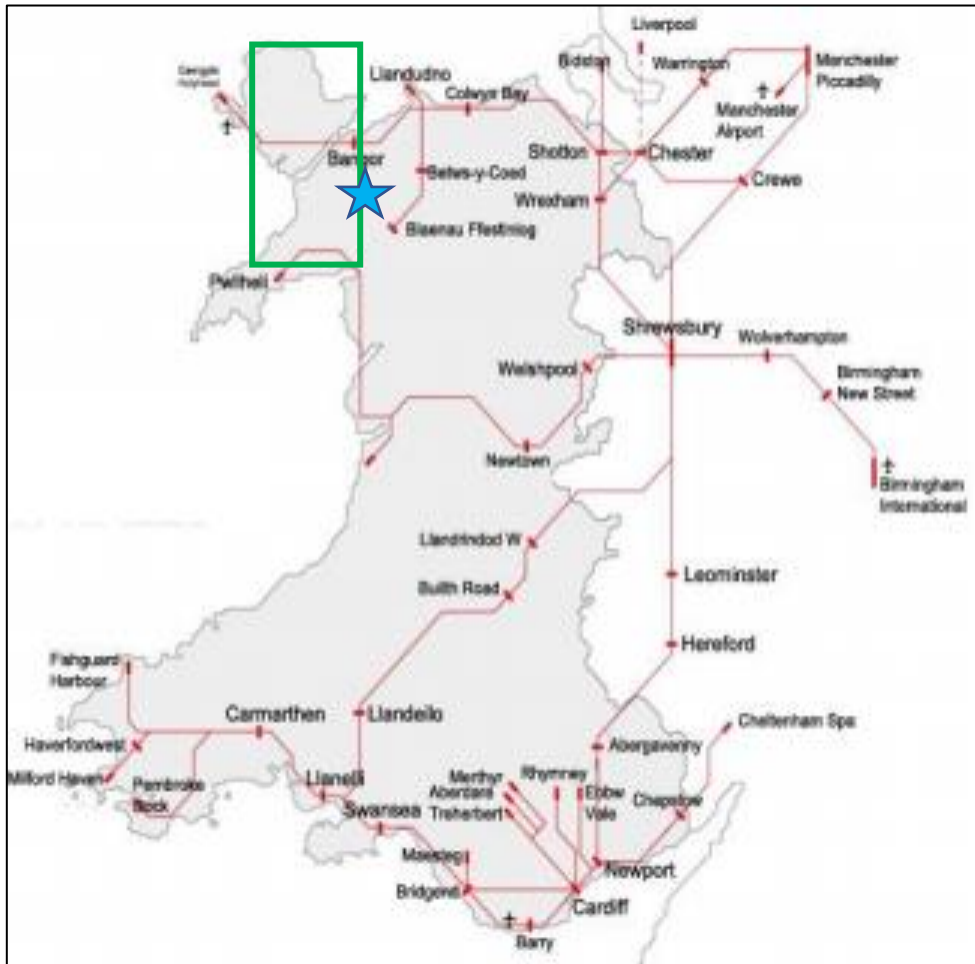 Liverpool
Bidston
Warrington
Manchester
Piccadilly
Llandudno
Colwyn Bay
Manchester
Airport
Bangor
Shotton
Chester
Betws-y-Coed
Crewe
Wrexham
Blaenau Ffestiniog
Pwllheli
Shrewsbury
Wolverhampton
Welshpool
Birmingham
New Street
Newtown
Birmingham
International
Llandrindod W
Builth Road
Leominster
Hereford
Fishguard
Harbour
Carmarthen
Llandeilo
Cheltenham Spa
Haverfordwest
Abergavenny
Milford Haven
Pembroke
Dock
Llanelli
Merthyr
Rhymney
Aberdare
Ebbw
Vale
Treherbert
Chepstow
Swansea
Maesteg
Newport
Bridgend
Cardiff
Barry